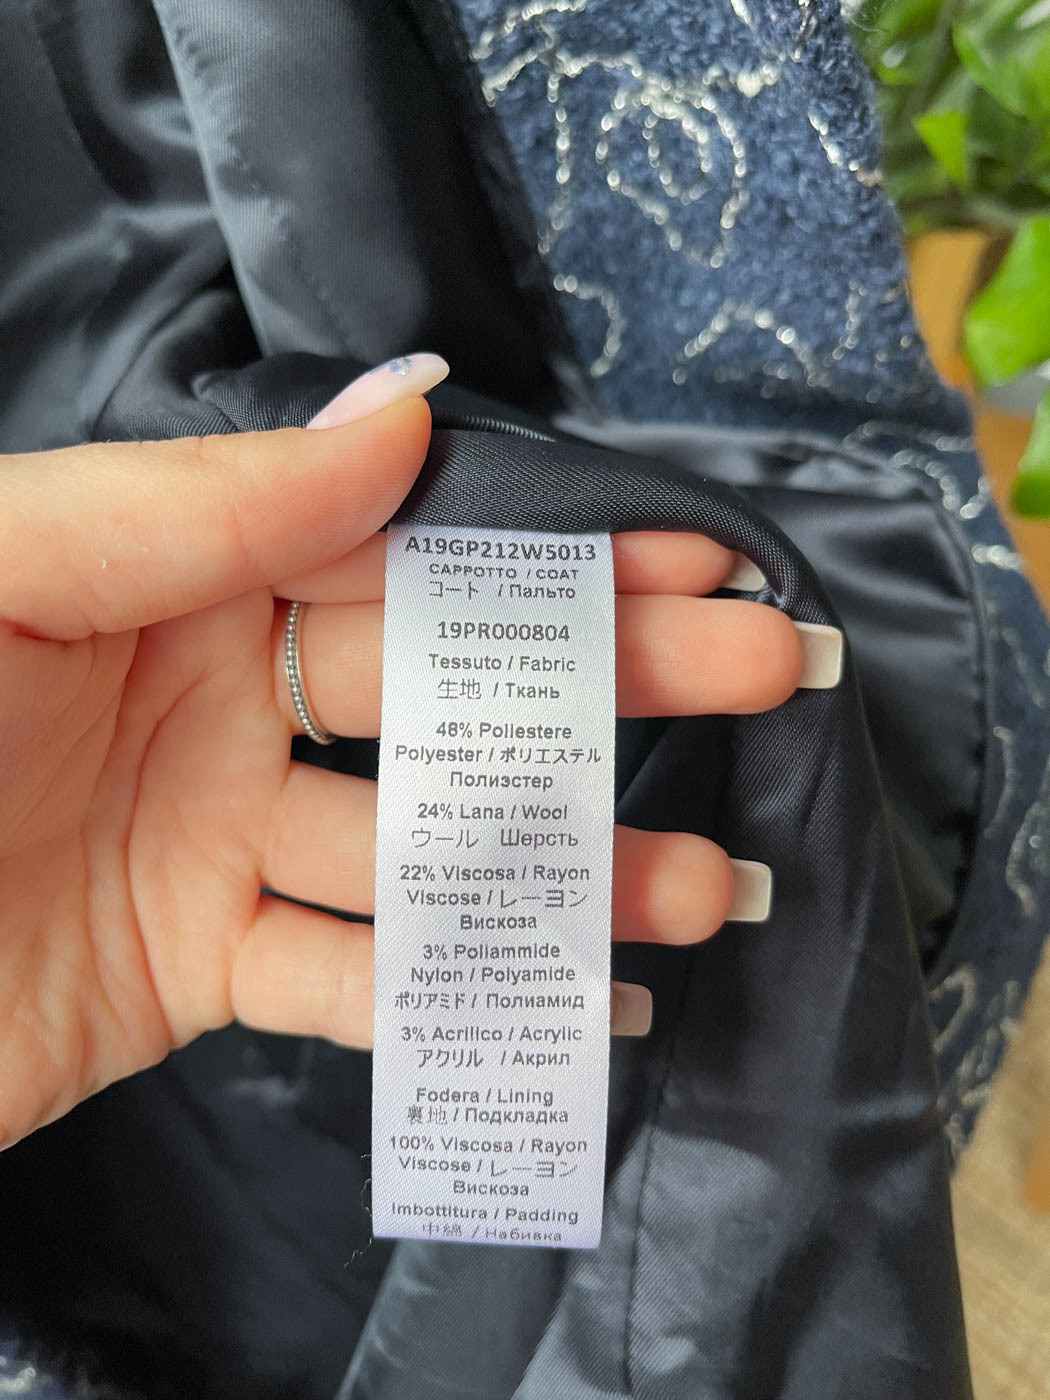 A19GP212W5013
CAPPOTTO / COAT
コート / Пальто
19PR000804
Tessuto / Fabric
生地 / Ткань
48% Poliestere
Polyester / ポリエステル
Полиэстер
24% Lana / Wool
ウール Шерсть
22% Viscosa / Rayon
Viscose / レーヨン
Вискоза
3% Poliammide
Nylon / Polyamide
ポリアミド / Полиамид
3% Acrilico / Acrylic
アクリル / Акрил
Fodera / Lining
裏地 / Подкладка
100% Viscosa / Rayon
Viscose / レーヨン
Вискоза
Imbottitura / Padding
中綿 / Набивка